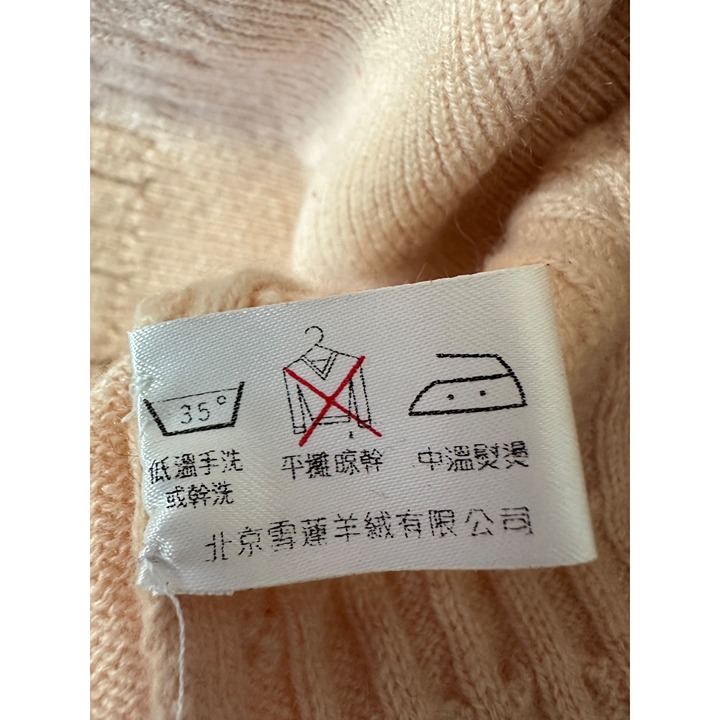 35°
低溫手洗
或幹洗
平攤晾幹
中溫熨燙
北京雪蓮羊絨有限公司